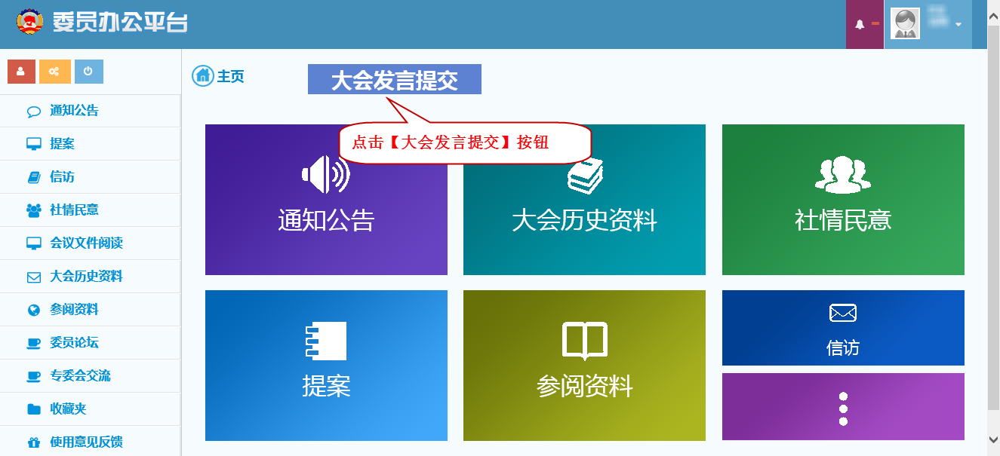 委员办公平台
主页
大会发言提交
点击【大会发言提交】按钮
通知公告
提案
信访
社情民意
会议文件阅读
大会历史资料
参阅资料
委员论坛
专委会交流
收藏夹
使用意见反馈
通知公告
大会历史资料
社情民意
提案
参阅资料
信访